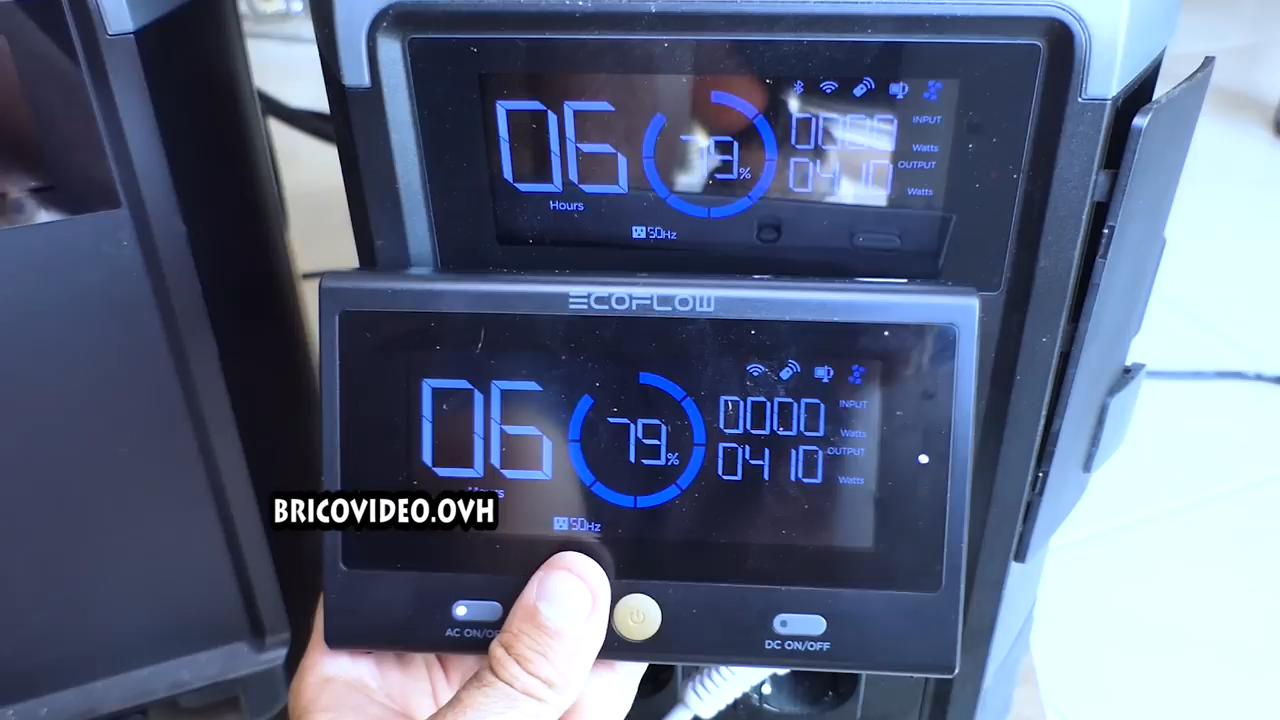 06
Hours
79%
0000
INPUT
Watts
0410
OUTPUT
Watts
50Hz
ECOFLOW
06
Hours
79%
0000
INPUT
Watts
0410
OUTPUT
Watts
50Hz
BRICOVIDEO.OVH
AC ON/OFF
DC ON/OFF